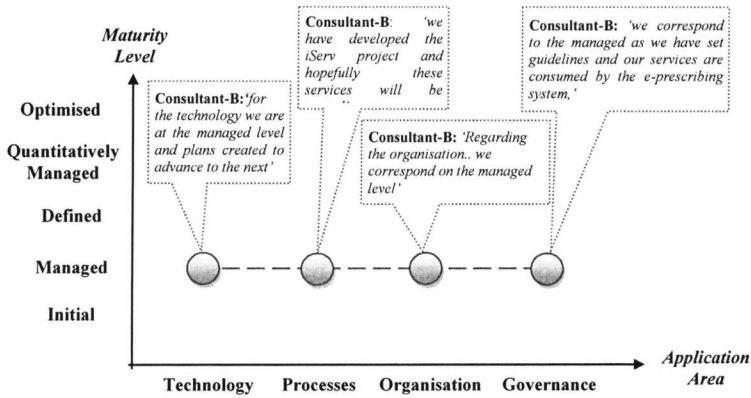 Maturity
Level
Optimised
Quantitatively
Managed
Defined
Managed
Initial
Consultant-B:'for
the technology we are
at the managed level
and plans created to
advance to the next'
Consultant-B: 'we
have developed the
iServ project and
hopefully these
services will be
Consultant-B: 'Regarding
the organisation.. we
correspond on the managed
level'
Consultant-B: 'we correspond
to the managed as we have set
guidelines and our services are
consumed by the e-prescribing
system,'
Technology Processes Organisation Governance
Application
Area